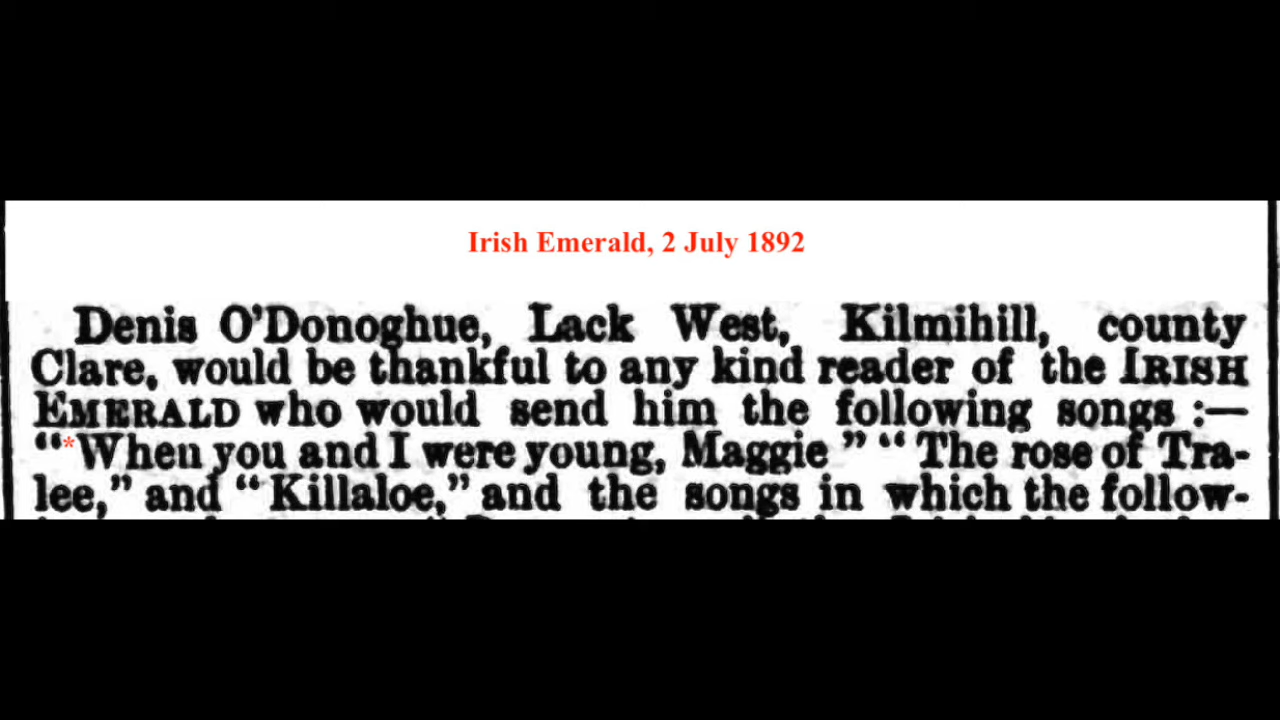 Irish Emerald, 2 July 1892
Denis O'Donoghue, Lack West, Kilmihill, county
Clare, would be thankful to any kind reader of the IRISH
EMERALD who would send him the following songs :—
“*When you and I were young, Maggie” “The rose of Tra-
lee,” and “Killaloe,” and the songs in which the follow-